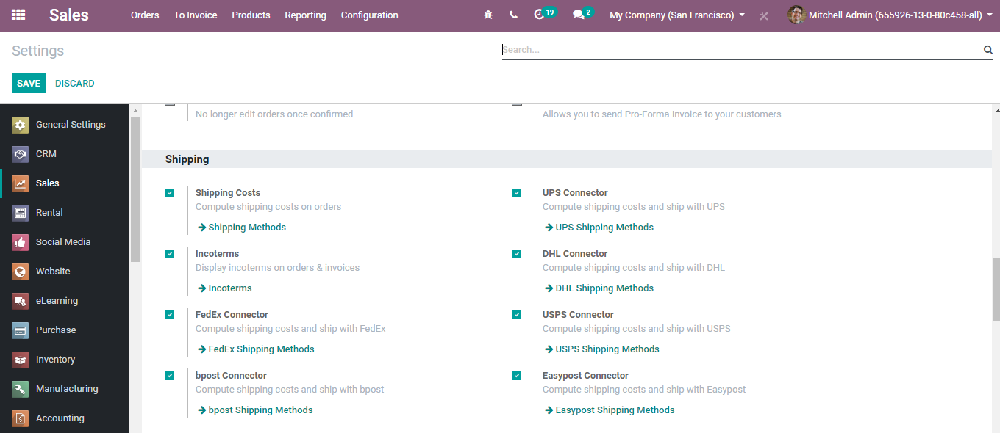 Sales Orders To Invoice Products Reporting Configuration 19 2 My Company (San Francisco) Mitchell Admin (655926-13-0-80c458-all)
Settings
Search...
SAVE DISCARD
General Settings
CRM
Sales
Rental
Social Media
Website
eLearning
Purchase
Inventory
Manufacturing
Accounting
No longer edit orders once confirmed
Allows you to send Pro-Forma Invoice to your customers
Shipping
Shipping Costs
Compute shipping costs on orders
Shipping Methods
UPS Connector
Compute shipping costs and ship with UPS
UPS Shipping Methods
Incoterms
Display incoterms on orders & invoices
Incoterms
DHL Connector
Compute shipping costs and ship with DHL
DHL Shipping Methods
FedEx Connector
Compute shipping costs and ship with FedEx
FedEx Shipping Methods
USPS Connector
Compute shipping costs and ship with USPS
USPS Shipping Methods
bpost Connector
Compute shipping costs and ship with bpost
bpost Shipping Methods
Easypost Connector
Compute shipping costs and ship with Easypost
Easypost Shipping Methods